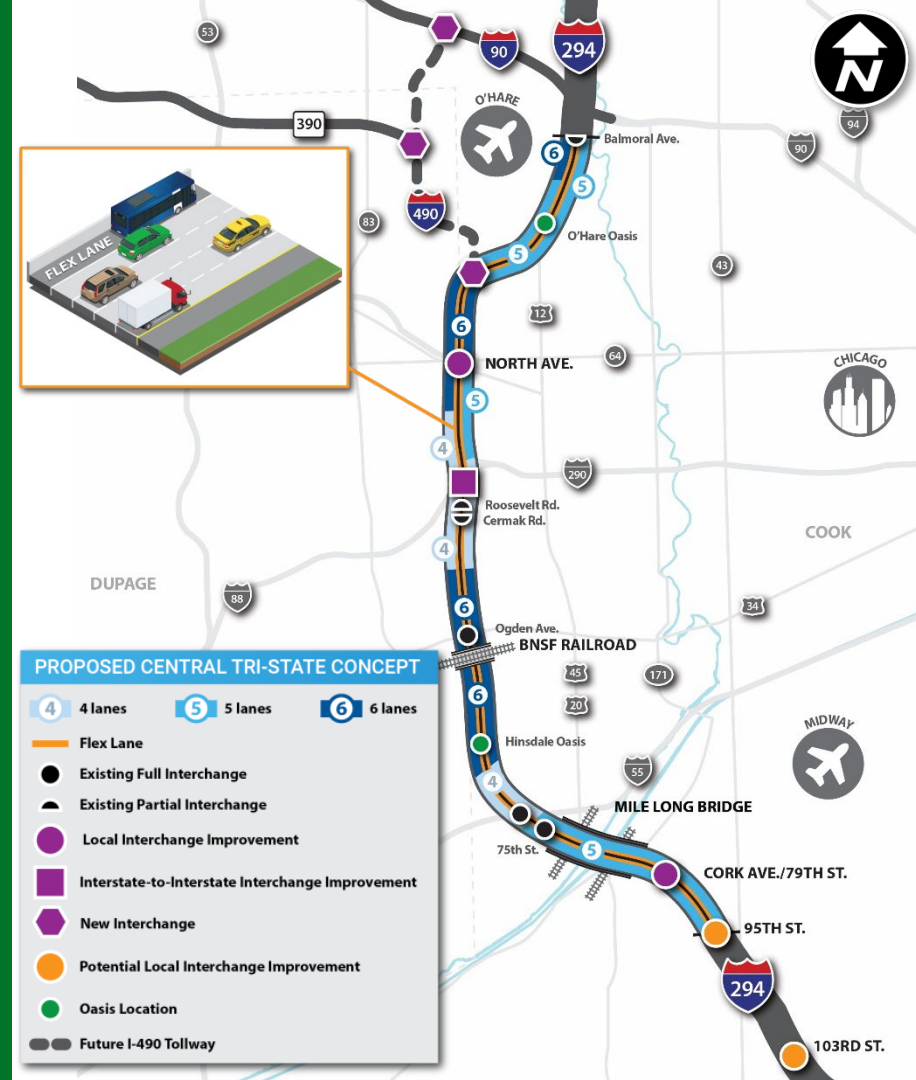 53
90
294
N
O'HARE
390
94
6
Balmoral Ave.
90
5
490
83
O'Hare Oasis
5
43
FLEX LANE
12
6
64
NORTH AVE.
CHICAGO
5
4
290
Roosevelt Rd.
Cermak Rd.
COOK
4
DUPAGE
88
6
34
Ogden Ave.
BNSF RAILROAD
45
171
20
6
MIDWAY
Hinsdale Oasis
55
4
MILE LONG BRIDGE
75th St.
5
CORK AVE./79TH ST.
95TH ST.
294
103RD ST.
PROPOSED CENTRAL TRI-STATE CONCEPT
4 4 lanes 5 5 lanes 6 6 lanes
Flex Lane
Existing Full Interchange
Existing Partial Interchange
Local Interchange Improvement
Interstate-to-Interstate Interchange Improvement
New Interchange
Potential Local Interchange Improvement
Oasis Location
Future I-490 Tollway